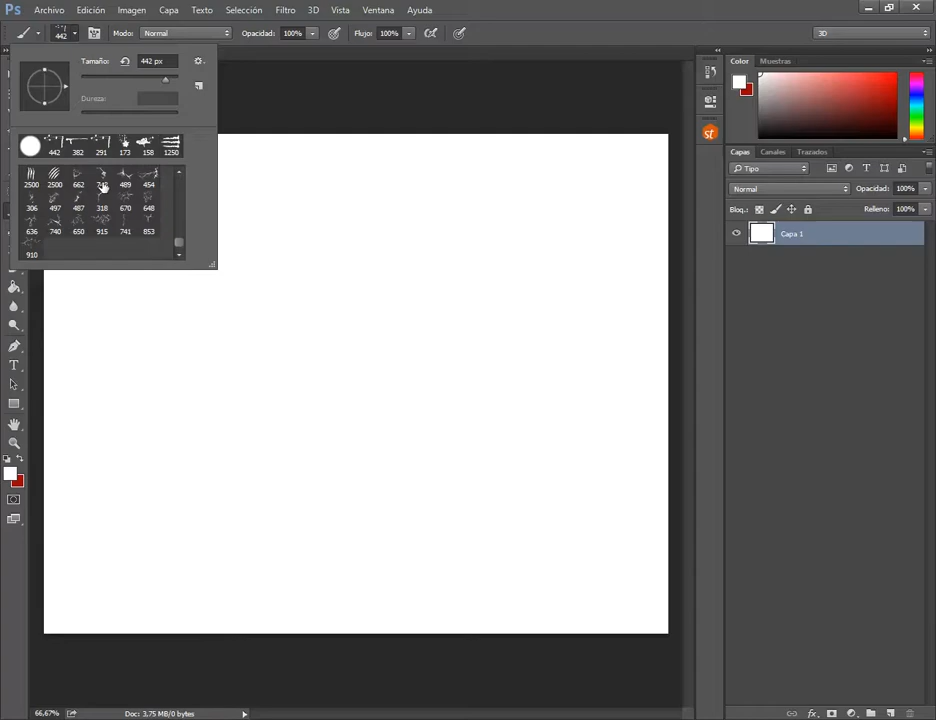 Ps Archivo Edición Imagen Capa Texto Selección Filtro 3D Vista Ventana Ayuda
442 Modo: Normal Opacidad: 100% Flujo: 100% 3D
Tamaño: 442 px
Dureza:
442 382 291 173 158 1250
2500 2500 662 489 454
306 497 487 318 670 648
636 740 650 915 741 853
910
Color Muestras
st
Capas Canales Trazados
Tipo
Normal Opacidad: 100%
Bloq.: Relleno: 100%
Capa 1
T
66.67% Doc: 3,75 MB/0 bytes
fx